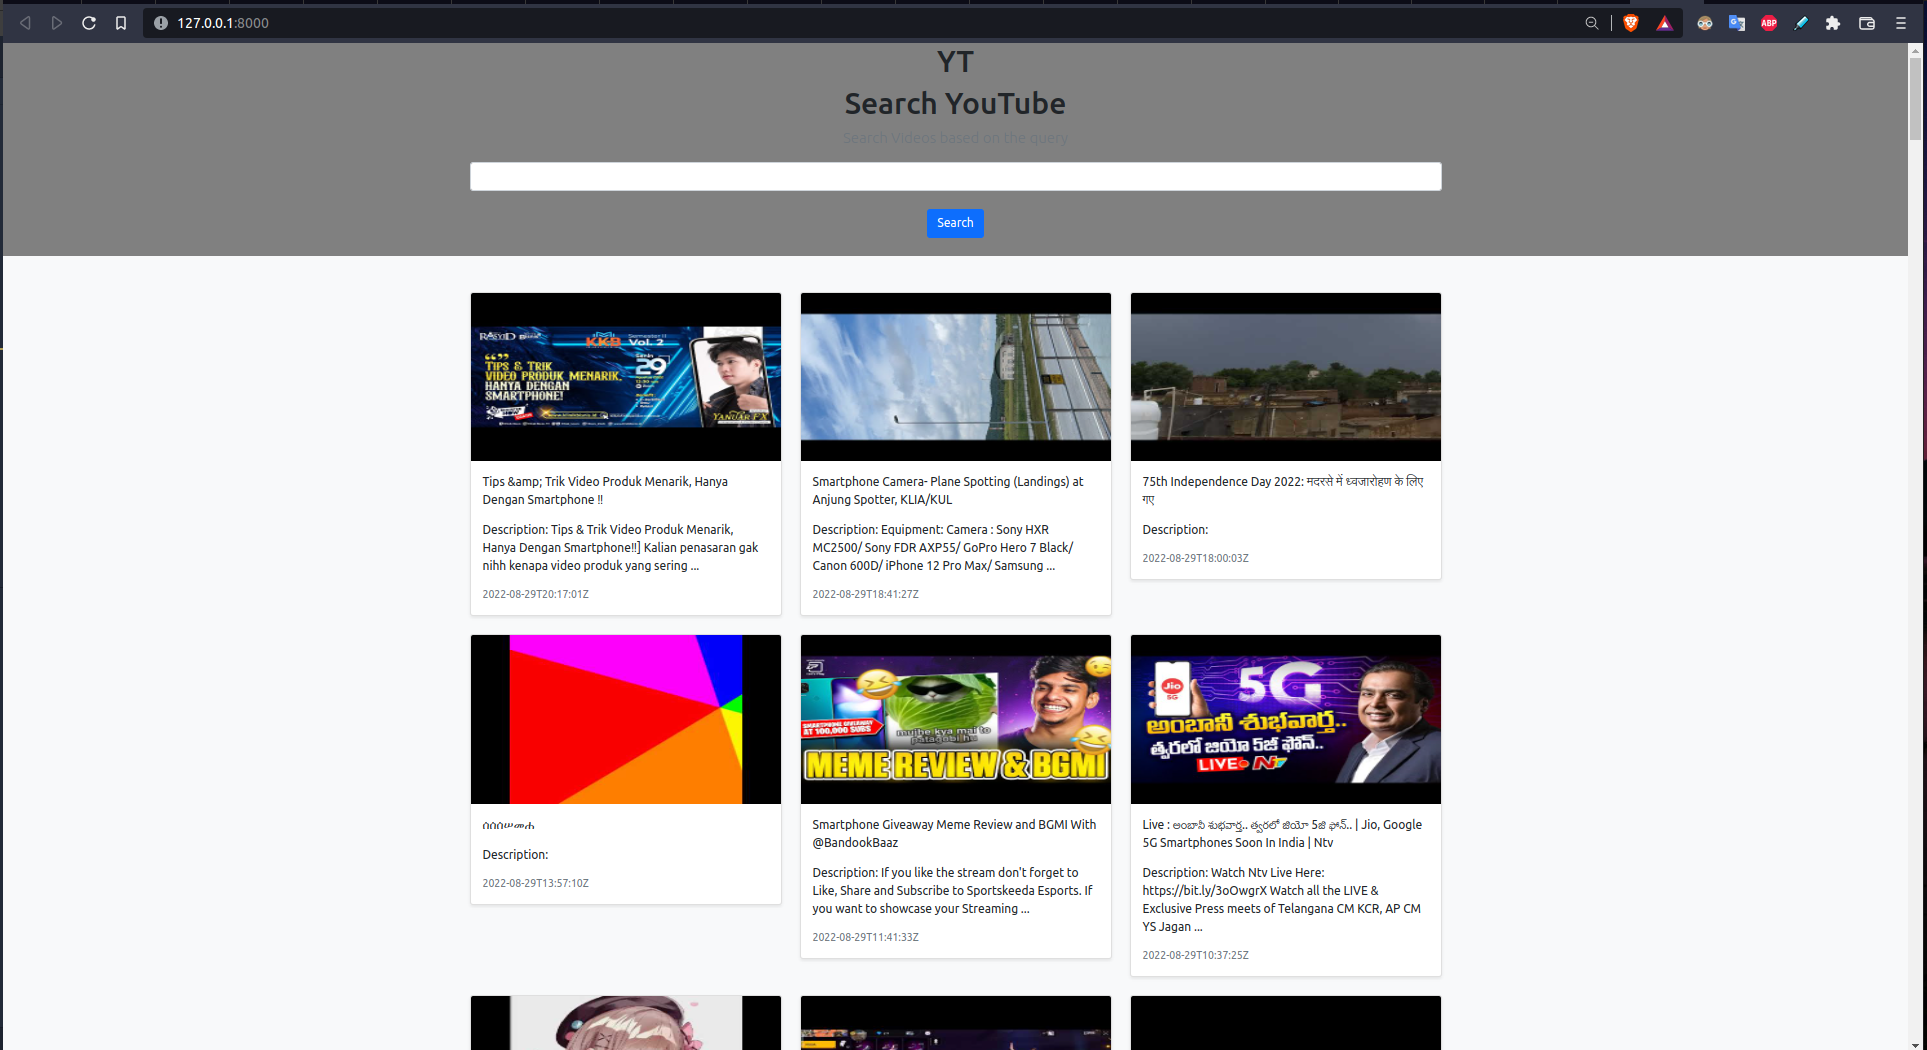 127.0.0.1:8000
ABP
YT
Search YouTube
Search Videos based on the query
Search
RASYID
KKB
Semester II
Vol. 2
Senin
29
TIPS & TRIK
VIDEO PRODUK MENARIK,
HANYA DENGAN
SMARTPHONE!
YANUAR FX
Tips &amp; Trik Video Produk Menarik, Hanya
Dengan Smartphone !!
Description: Tips & Trik Video Produk Menarik,
Hanya Dengan Smartphone!!] Kalian penasaran gak
nihh kenapa video produk yang sering ...
2022-08-29T20:17:01Z
Smartphone Camera- Plane Spotting (Landings) at
Anjung Spotter, KLIA/KUL
Description: Equipment: Camera : Sony HXR
MC2500/ Sony FDR AXP55/ GoPro Hero 7 Black/
Canon 600D/ iPhone 12 Pro Max/ Samsung ...
2022-08-29T18:41:27Z
75th Independence Day 2022: मदरसे में ध्वजारोहण के लिए
गए
Description:
2022-08-29T18:00:03Z
ሰሰሰሠመሐ
Description:
2022-08-29T13:57:10Z
SMARTPHONE GIVEAWAY
AT 100,000 SUBS
mujhe kya mai to
patagobi hu
MEME REVIEW & BGMI
Smartphone Giveaway Meme Review and BGMI With
@BandookBaaz
Description: If you like the stream don't forget to
Like, Share and Subscribe to Sportskeeda Esports. If
you want to showcase your Streaming ...
2022-08-29T11:41:33Z
Jio
5G
5G
అంబానీ శుభవార్త..
త్వరలో జియో 5జీ ఫోన్..
LIVE
Live : అంబానీ శుభవార్త.. త్వరలో జియో 5జి ఫోన్.. | Jio, Google
5G Smartphones Soon In India | Ntv
Description: Watch Ntv Live Here:
https://bit.ly/3oOwgrX Watch all the LIVE &
Exclusive Press meets of Telangana CM KCR, AP CM
YS Jagan ...
2022-08-29T10:37:25Z